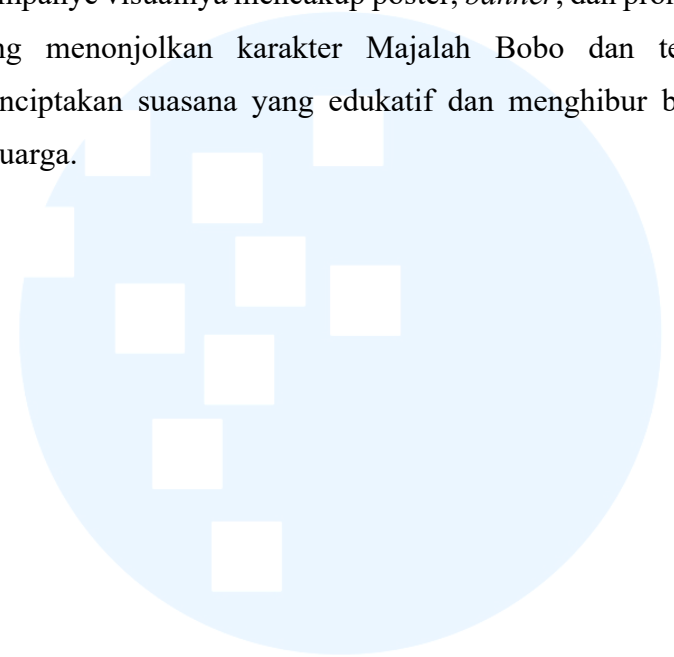 mpanye visualnya mencakup poster, banner, dan pro
ng menonjolkan karakter Majalah Bobo dan te
nciptakan suasana yang edukatif dan menghibur b
uarga.